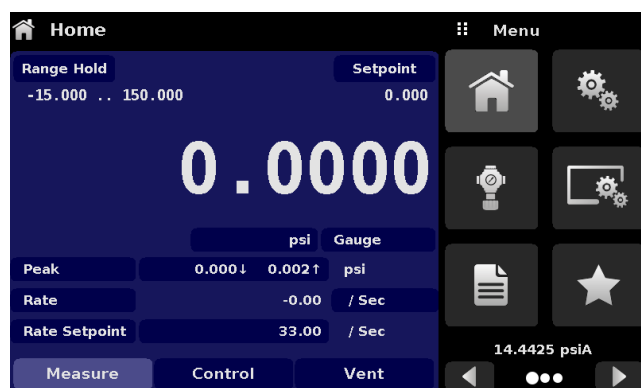 Home
Menu
Range Hold Setpoint
-15.000 .. 150.000 0.000
0.0000
psi Gauge
Peak 0.000↓ 0.002↑ psi
Rate -0.00 / Sec
Rate Setpoint 33.00 / Sec
Measure Control Vent
14.4425 psiA